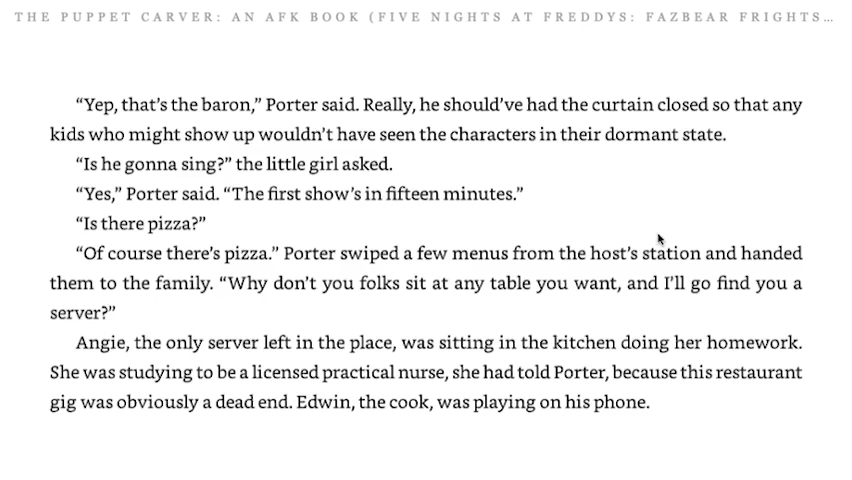 THE PUPPET CARVER: AN AFK BOOK (FIVE NIGHTS AT FREDDYS: FAZBEAR FRIGHTS…
“Yep, that’s the baron,” Porter said. Really, he should’ve had the curtain closed so that any
kids who might show up wouldn’t have seen the characters in their dormant state.
“Is he gonna sing?” the little girl asked.
“Yes,” Porter said. “The first show’s in fifteen minutes.”
“Is there pizza?”
“Of course there’s pizza.” Porter swiped a few menus from the host’s station and handed
them to the family. “Why don’t you folks sit at any table you want, and I’ll go find you a
server?”
Angie, the only server left in the place, was sitting in the kitchen doing her homework.
She was studying to be a licensed practical nurse, she had told Porter, because this restaurant
gig was obviously a dead end. Edwin, the cook, was playing on his phone.